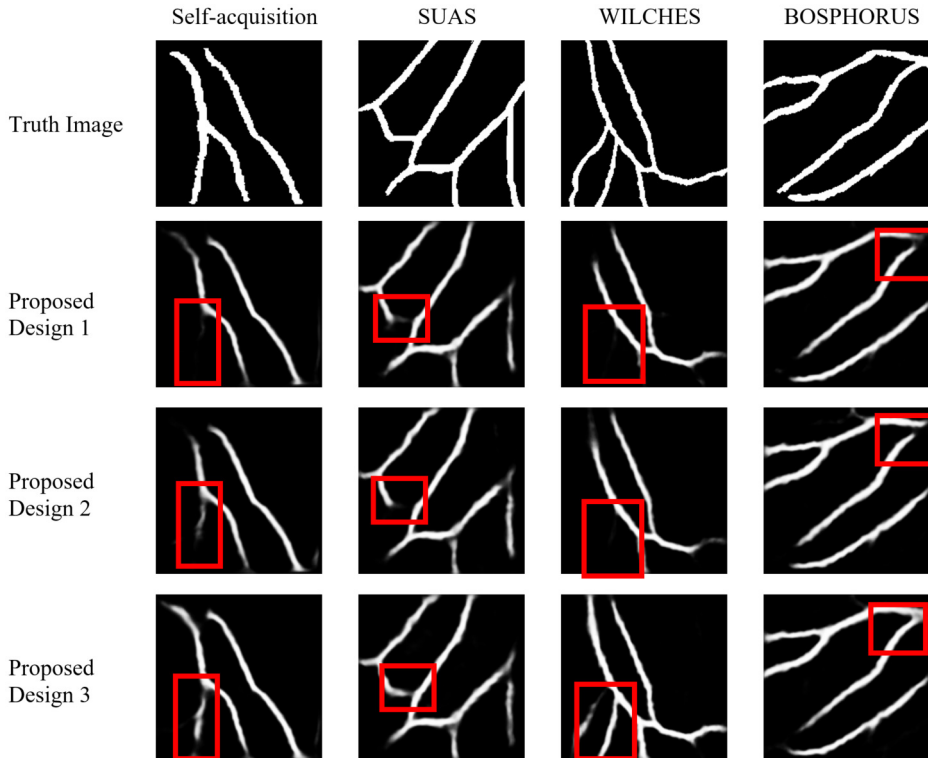 Self-acquisition
SUAS
WILCHES
BOSPHORUS
Truth Image
Proposed
Design 1
Proposed
Design 2
Proposed
Design 3